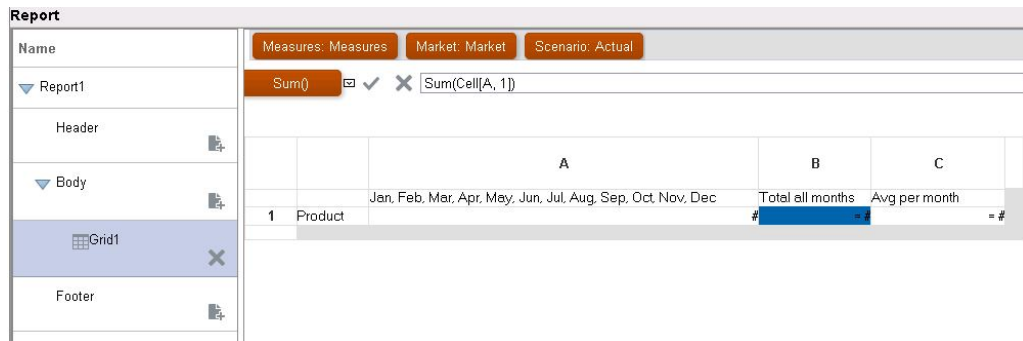 Report
Name
Measures: Measures Market: Market Scenario: Actual
Report1
Sum() Sum(Cell[A, 1])
Header
A B C
Body
Jan, Feb, Mar, Apr, May, Jun, Jul, Aug, Sep, Oct, Nov, Dec Total all months Avg per month
1 Product # = # = #
Grid1
Footer